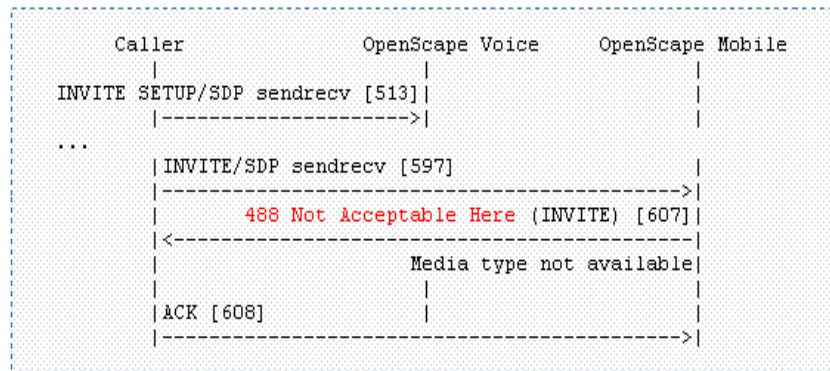 Caller OpenScape Voice OpenScape Mobile
| | |
INVITE SETUP/SDP sendrecv [513]| |
|--------------------->| |
...
|INVITE/SDP sendrecv [597] |
|-------------------------------------------->|
| 488 Not Acceptable Here (INVITE) [607]|
|<--------------------------------------------|
| Media type not available|
| | |
|ACK [608] | |
|-------------------------------------------->|